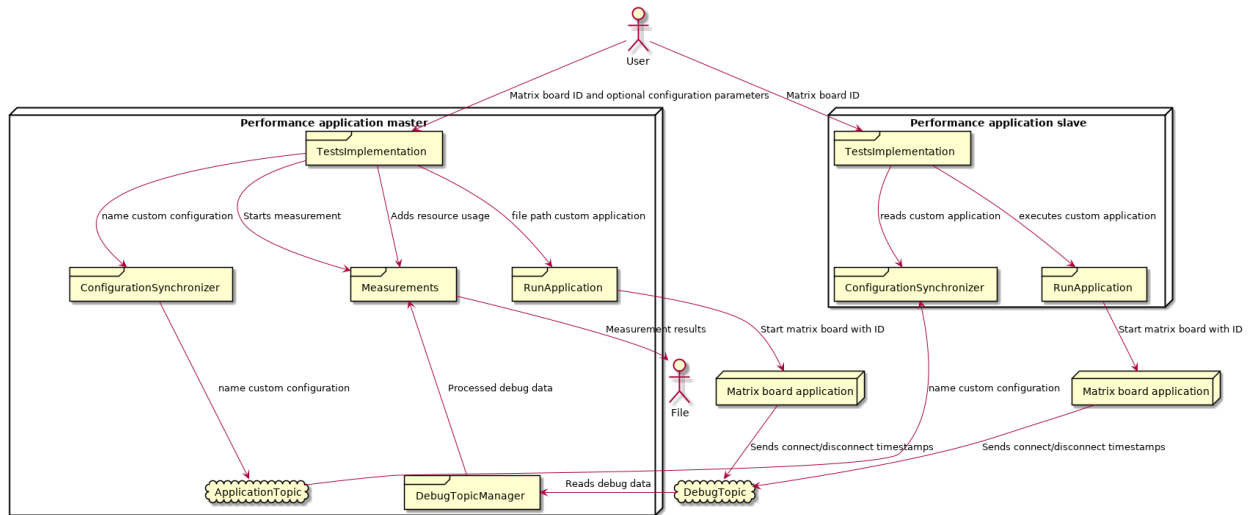 User
Matrix board ID and optional configuration parameters
Matrix board ID
Performance application master
Performance application slave
TestsImplementation
TestsImplementation
name custom configuration
Starts measurement
Adds resource usage
file path custom application
reads custom application
executes custom application
ConfigurationSynchronizer
Measurements
RunApplication
ConfigurationSynchronizer
RunApplication
Measurement results
Start matrix board with ID
Start matrix board with ID
name custom configuration
Processed debug data
name custom configuration
File
Matrix board application
Matrix board application
Sends connect/disconnect timestamps
Sends connect/disconnect timestamps
ApplicationTopic
DebugTopicManager
Reads debug data
DebugTopic